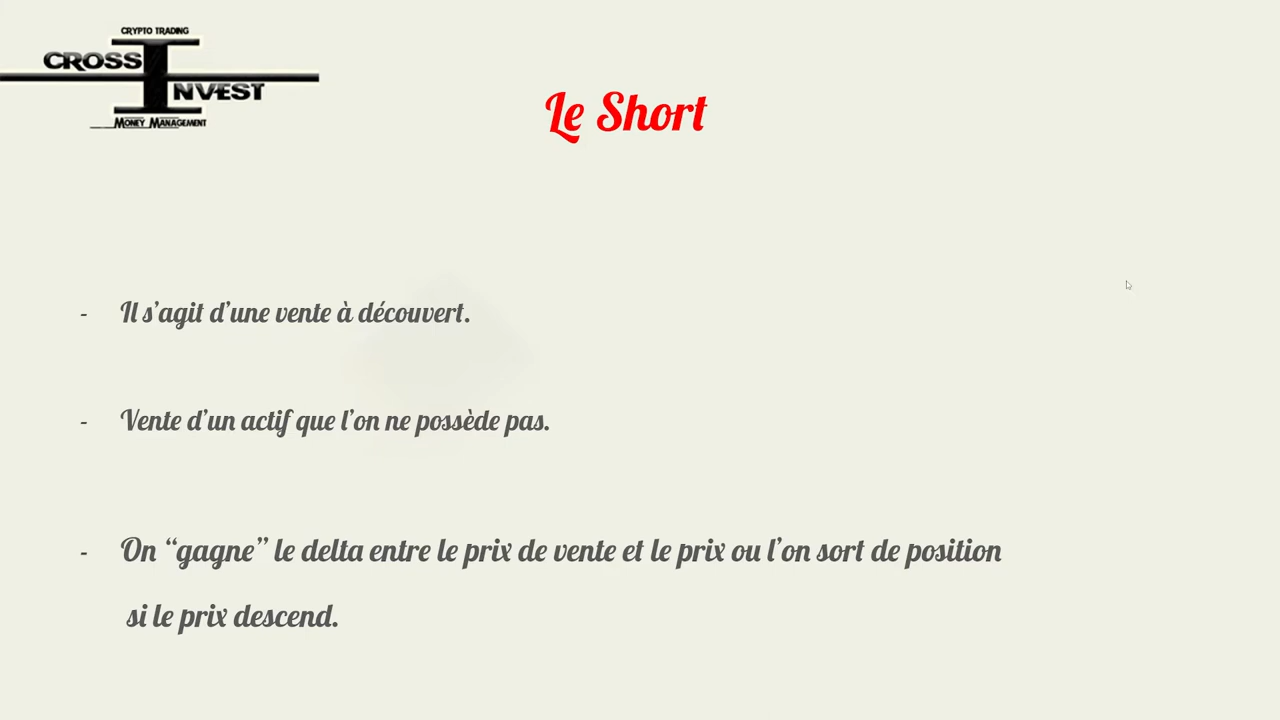 CRYPTO TRADING
CROSS
INVEST
MONEY MANAGEMENT
Le Short
- Il s’agit d’une vente à découvert.
- Vente d’un actif que l’on ne possède pas.
- On “gagne” le delta entre le prix de vente et le prix ou l’on sort de position
si le prix descend.